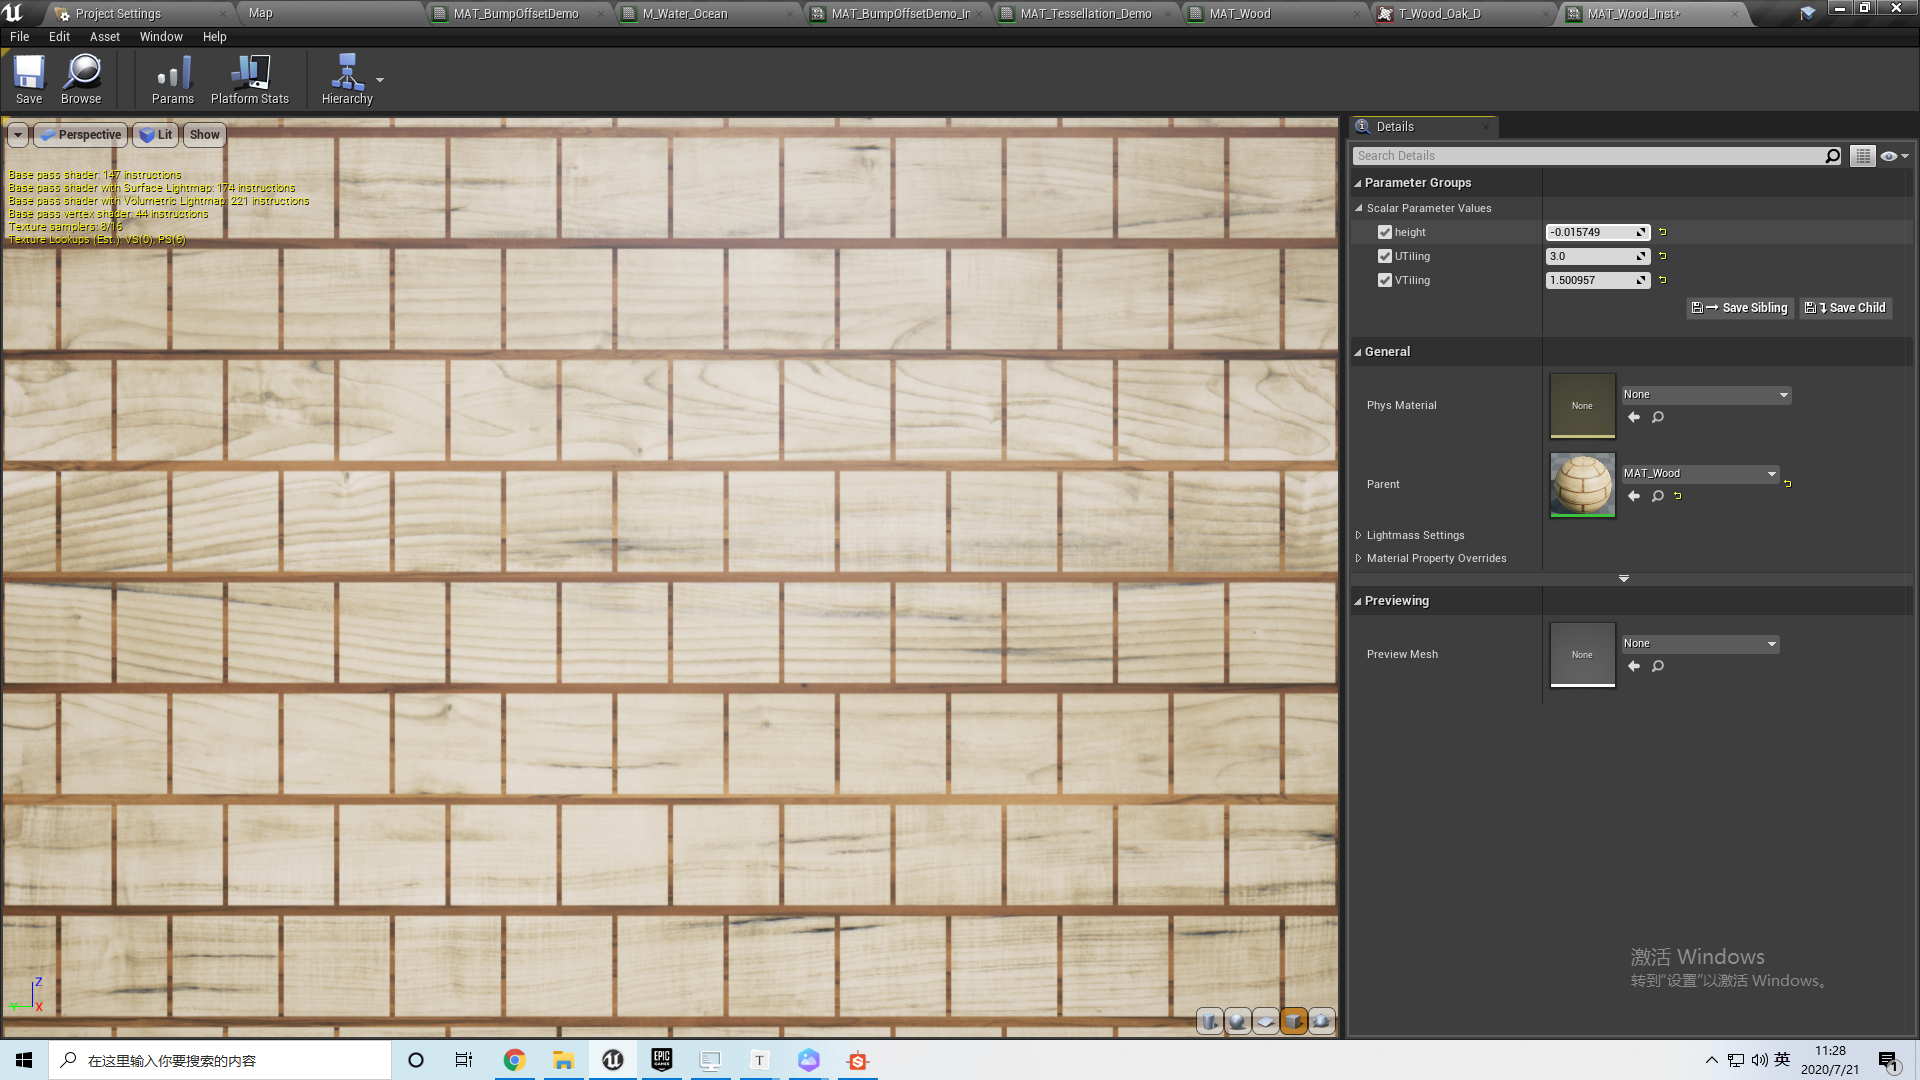 Project Settings
Map
MAT_BumpOffsetDemo
M_Water_Ocean
MAT_BumpOffsetDemo_In
MAT_Tessellation_Demo
MAT_Wood
T_Wood_Oak_D
MAT_Wood_Inst*
File Edit Asset Window Help
Save Browse Params Platform Stats Hierarchy
Perspective Lit Show
Base pass shader: 147 instructions
Base pass shader with Surface Lightmap: 174 instructions
Base pass shader with Volumetric Lightmap: 221 instructions
Base pass vertex shader: 44 instructions
Texture samplers: 8/16
Texture Lookups (Est.): VS(0), PS(6)
Z
Y
X
Details
Search Details
Parameter Groups
Scalar Parameter Values
height -0.015749
UTiling 3.0
VTiling 1.500957
Save Sibling Save Child
General
Phys Material None None
Parent MAT_Wood
Lightmass Settings
Material Property Overrides
Previewing
Preview Mesh None None
激活 Windows
转到“设置”以激活 Windows。
在这里输入你要搜索的内容
EPIC GAMES
T
S
英
11:28
2020/7/21
1